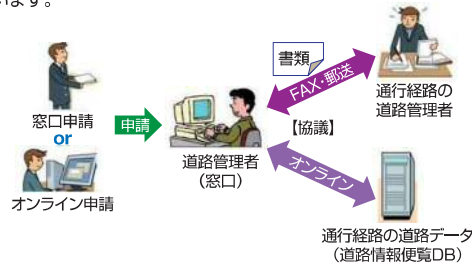 います。
書類
FAX・郵送
通行経路の
道路管理者
窓口申請
or
申請
【協議】
オンライン申請
道路管理者
（窓口）
オンライン
通行経路の道路データ
（道路情報便覧DB）